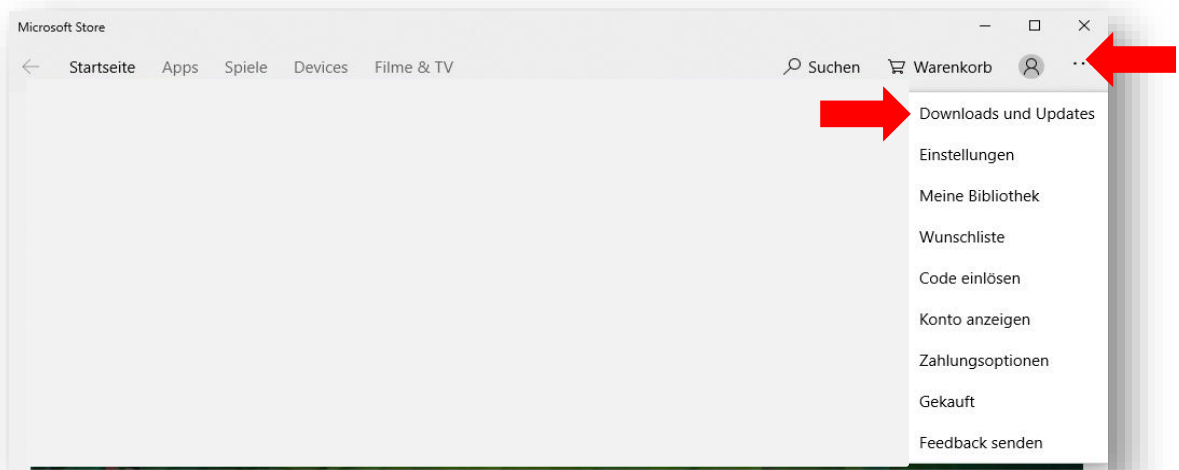 Microsoft Store
Startseite Apps Spiele Devices Filme & TV Suchen Warenkorb
Downloads und Updates
Einstellungen
Meine Bibliothek
Wunschliste
Code einlösen
Konto anzeigen
Zahlungsoptionen
Gekauft
Feedback senden